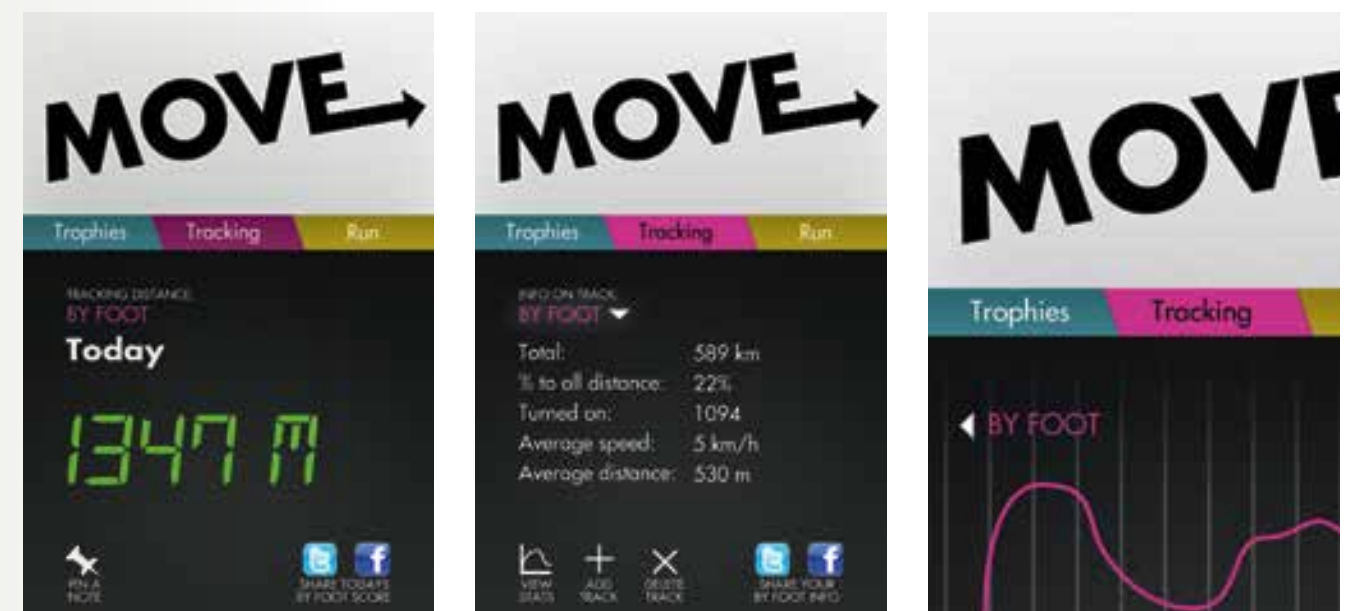 MOVE
Trophies Tracking Run
TRACKING DISTANCE
BY FOOT
Today
1347 M
PIN A
NOTE
SHARE TODAYS
BY FOOT SCORE
MOVE
Trophies Tracking Run
INFO ON TRACK
BY FOOT
Total: 589 km
% to all distance: 22%
Turned on: 1094
Average speed: 5 km/h
Average distance: 530 m
VIEW
STATS
ADD
TRACK
DELETE
TRACK
SHARE YOUR
BY FOOT INFO
MOVE
Trophies Tracking
BY FOOT